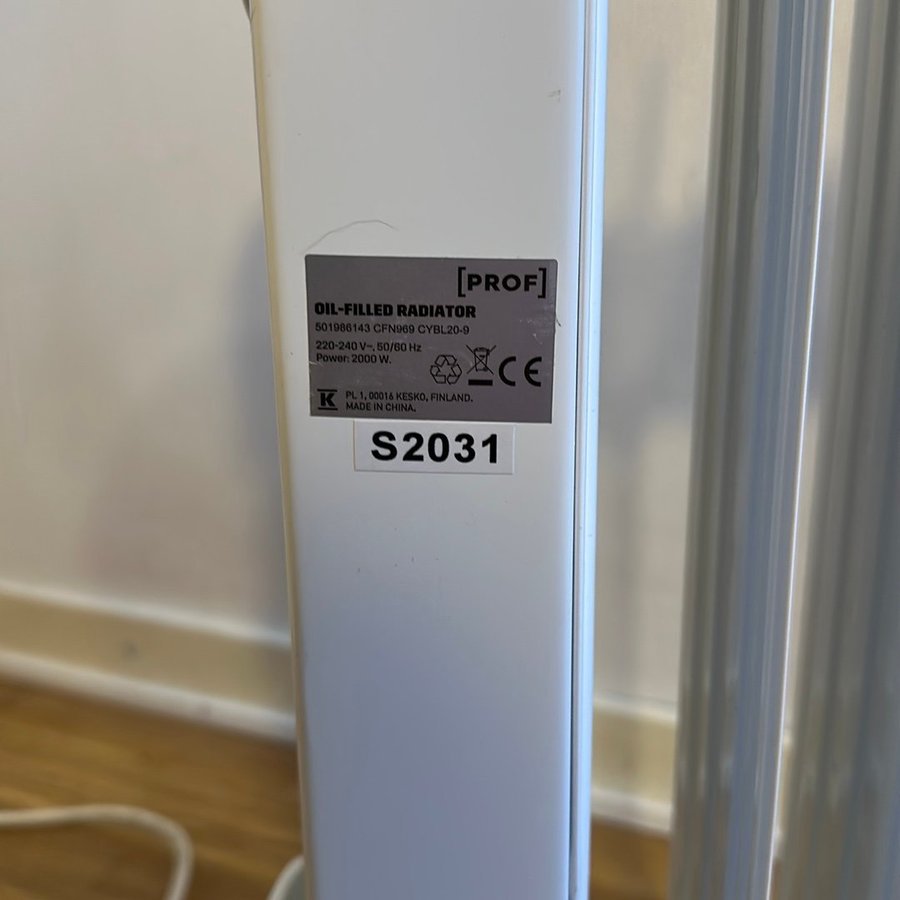 [PROF]
OIL-FILLED RADIATOR
501986143 CFN969 CYBL20-9
220-240 V~, 50/60 Hz
Power: 2000 W.
CE
K
PL 1, 00016 KESKO, FINLAND.
MADE IN CHINA.
S2031